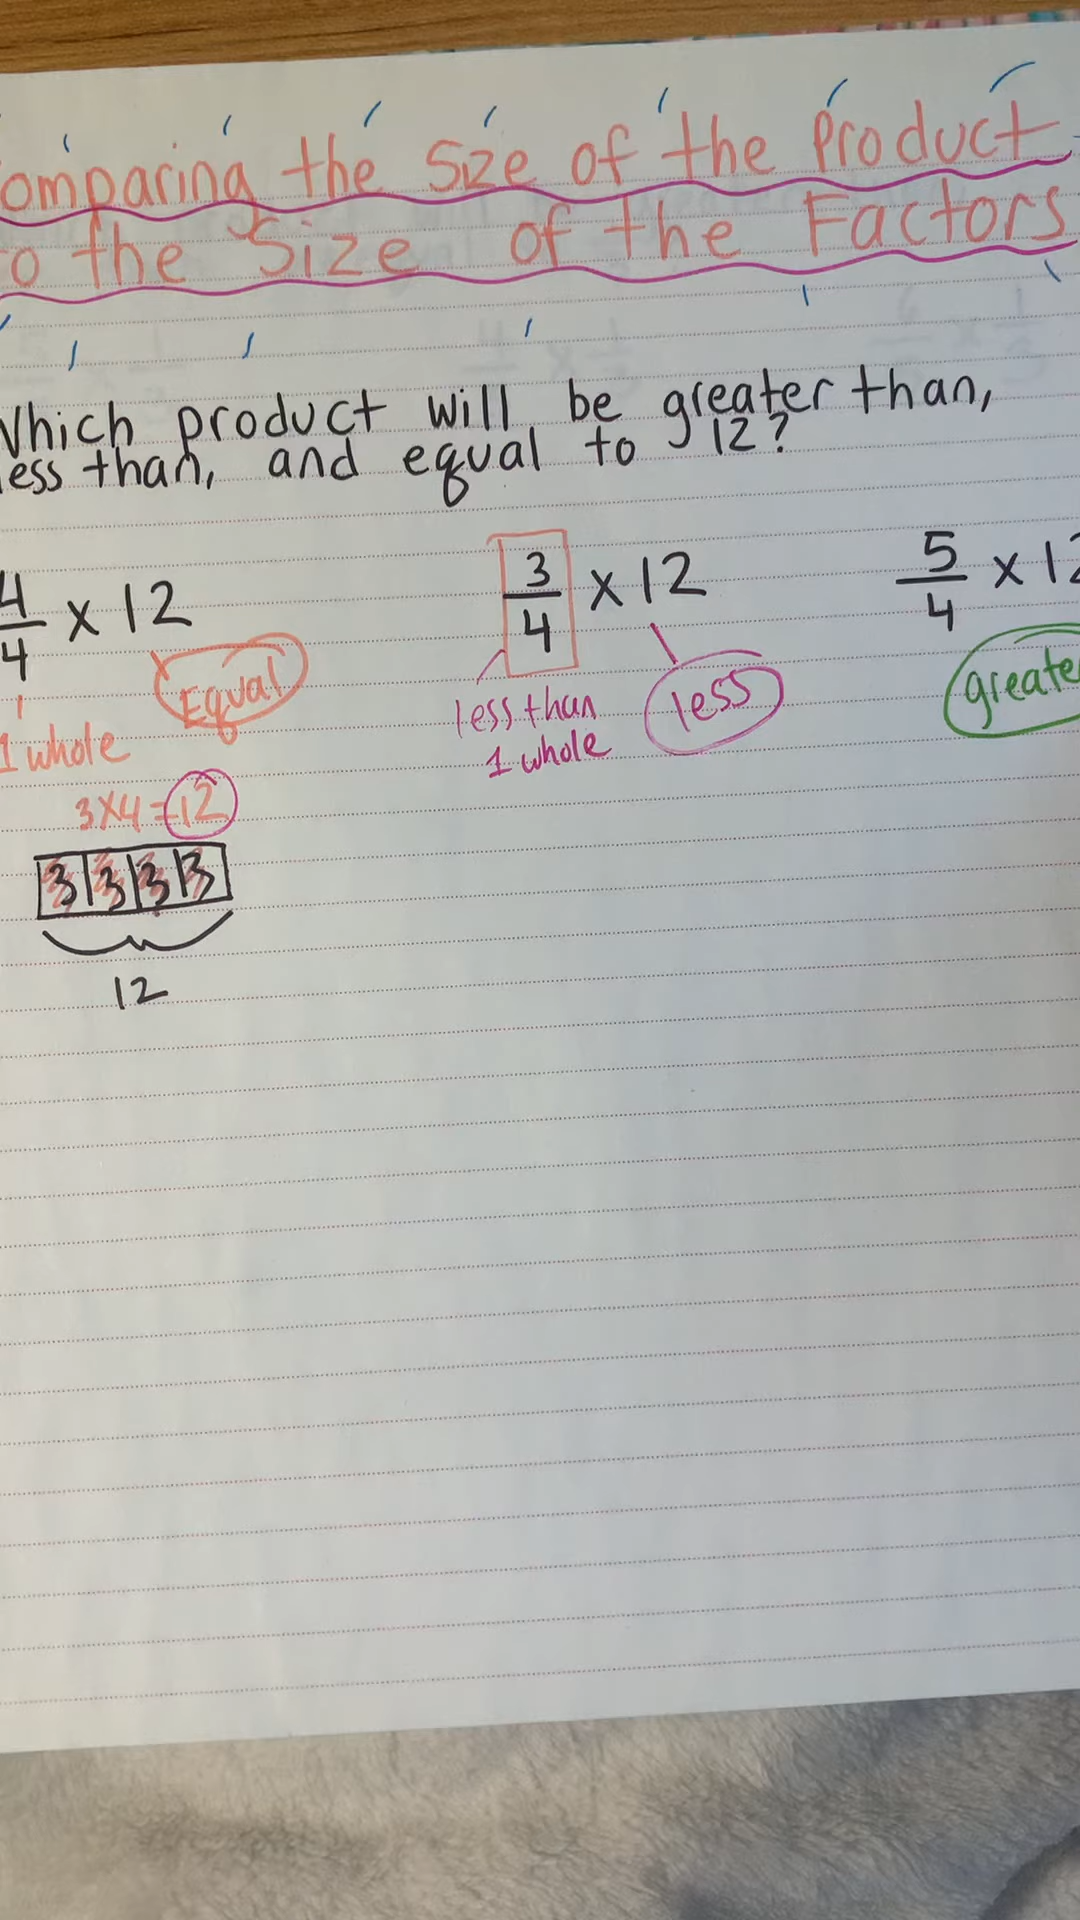 omparing the Size of the Product
o the Size of the Factors
Which product will be greater than,
ess than, and equal to 12?
4/4 x 12
3/4 x 12
5/4 x 12
Equal
less than
1 whole
less
greate
1 whole
3x4=12
3 3 3 3
12